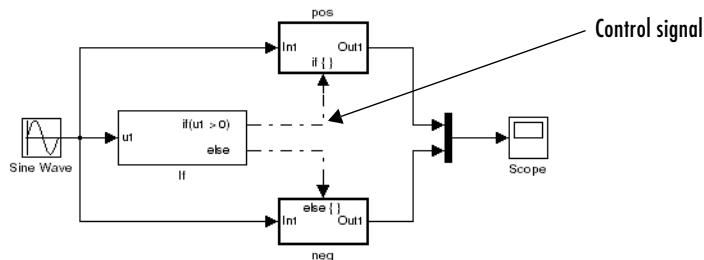 pos
Control signal
In1
Out1
if { }
if(u1 > 0)
u1
else
Sine Wave
If
Scope
else { }
In1
Out1
neg